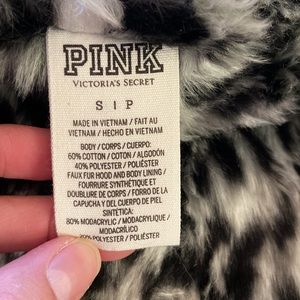 PINK
VICTORIA'S SECRET
S | P
MADE IN VIETNAM / FAIT AU
VIETNAM / HECHO EN VIETNAM
BODY / CORPS / CUERPO:
60% COTTON / COTON / ALGODÓN
40% POLYESTER / POLIÉSTER
FAUX FUR HOOD AND BODY LINING /
FOURRURE SYNTHÉTIQUE ET
DOUBLURE DE CORPS / FORRO DE LA
CAPUCHA Y DEL CUERPO DE PIEL
SINTÉTICA:
80% MODACRYLIC / MODACRYLIQUE /
MODACRÍLICO
20% POLYESTER / POLIÉSTER